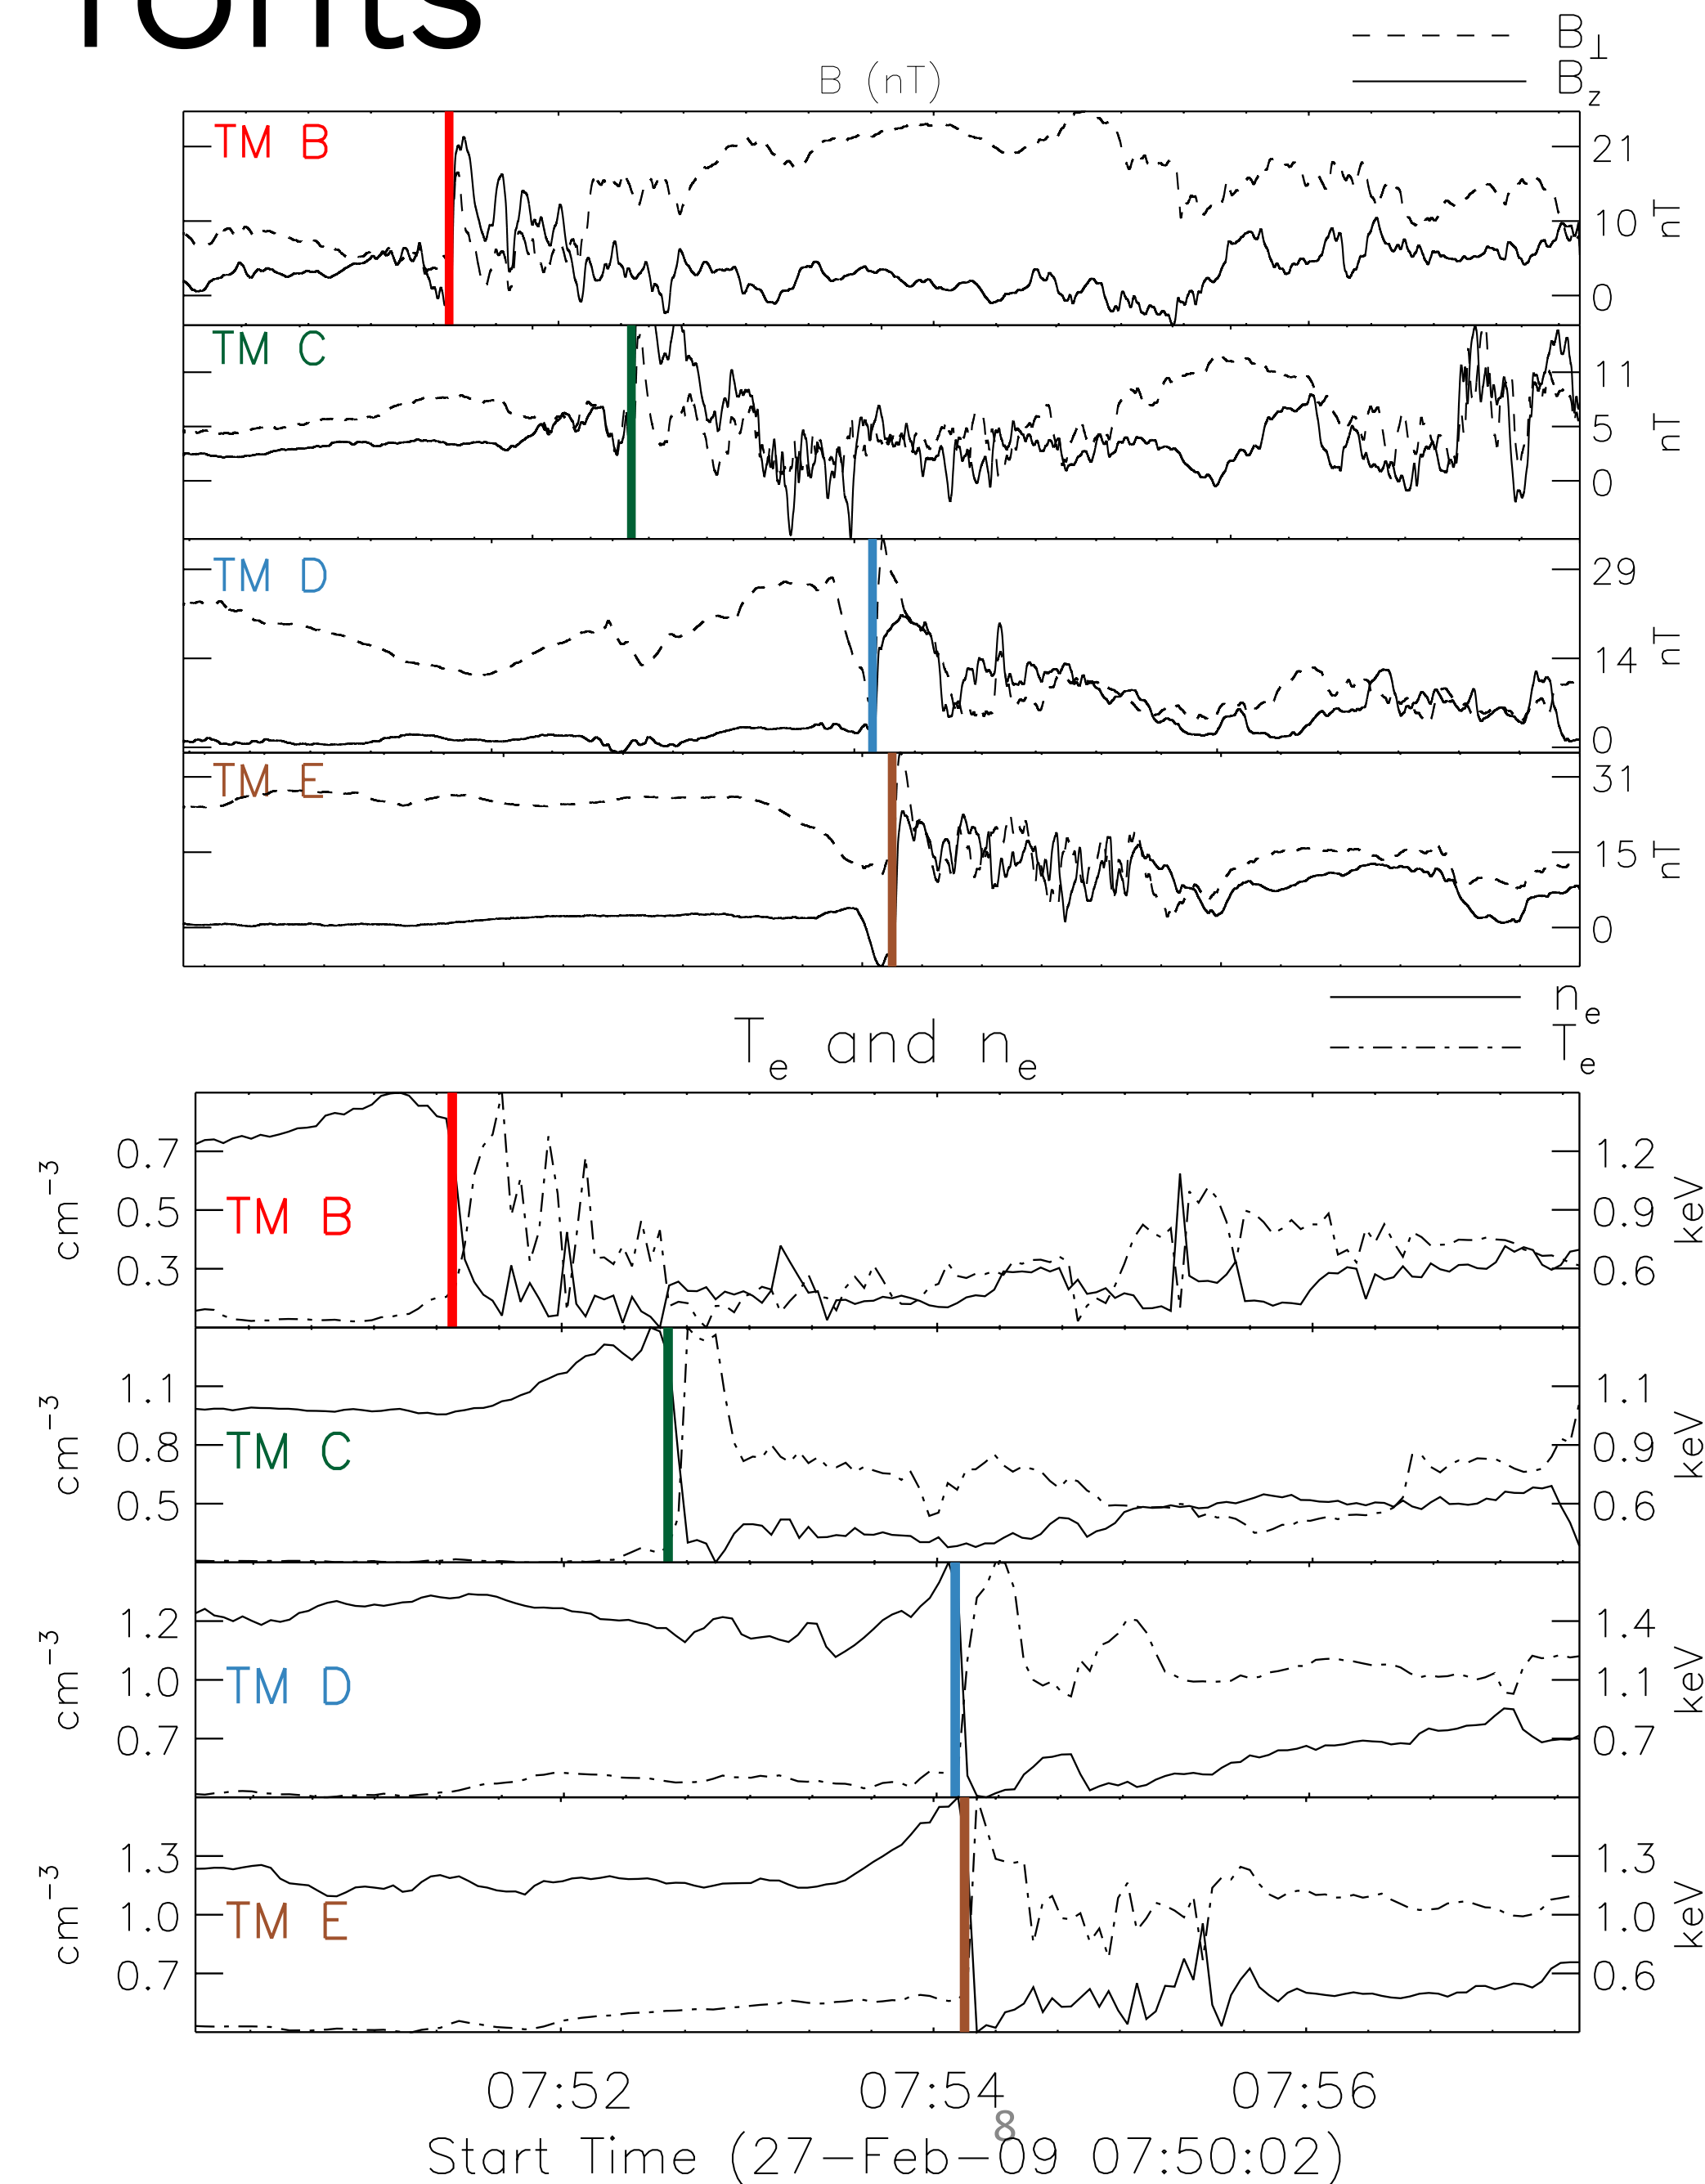 fonts
B⊥
B (nT)
Bz
TM B
21
10
0
nT
TM C
11
5
0
nT
TM D
29
14
0
nT
TM E
31
15
0
nT
ne
Te and ne
Te
TM B
0.7
0.5
0.3
cm−3
1.2
0.9
0.6
keV
TM C
1.1
0.8
0.5
cm−3
1.1
0.9
0.6
keV
TM D
1.2
1.0
0.7
cm−3
1.4
1.1
0.7
keV
TM E
1.3
1.0
0.7
cm−3
1.3
1.0
0.6
keV
07:52 07:54 07:56
8
Start Time (27−Feb−09 07:50:02)